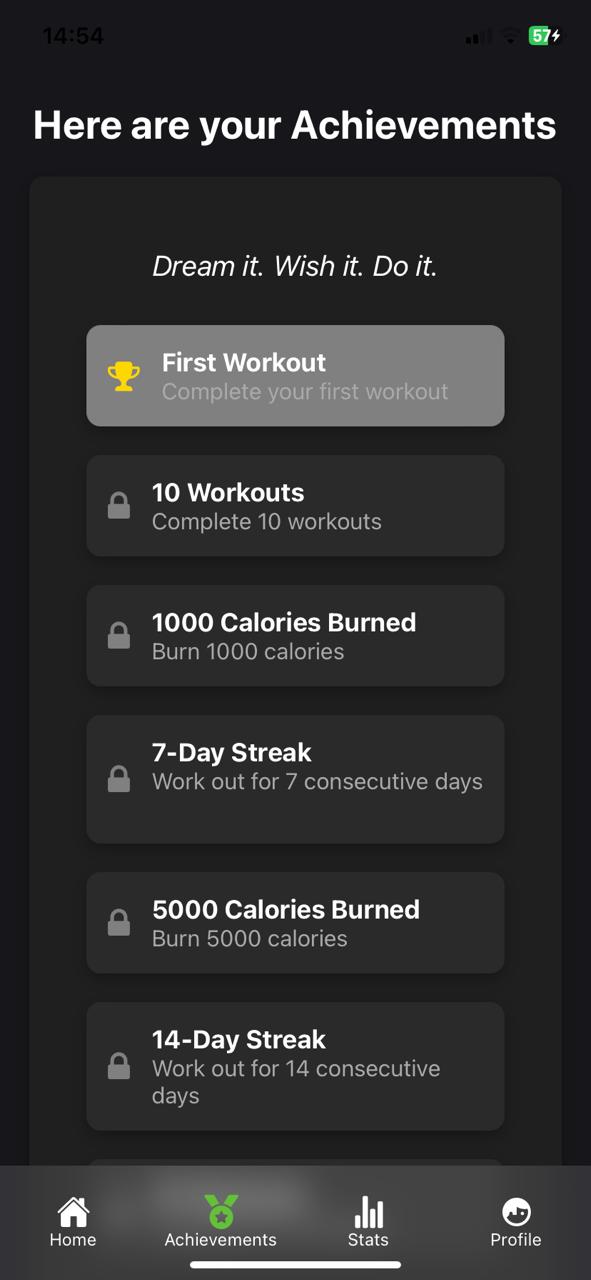 14:54
57
Here are your Achievements
Dream it. Wish it. Do it.
First Workout
Complete your first workout
10 Workouts
Complete 10 workouts
1000 Calories Burned
Burn 1000 calories
7-Day Streak
Work out for 7 consecutive days
5000 Calories Burned
Burn 5000 calories
14-Day Streak
Work out for 14 consecutive
days
Home
Achievements
Stats
Profile